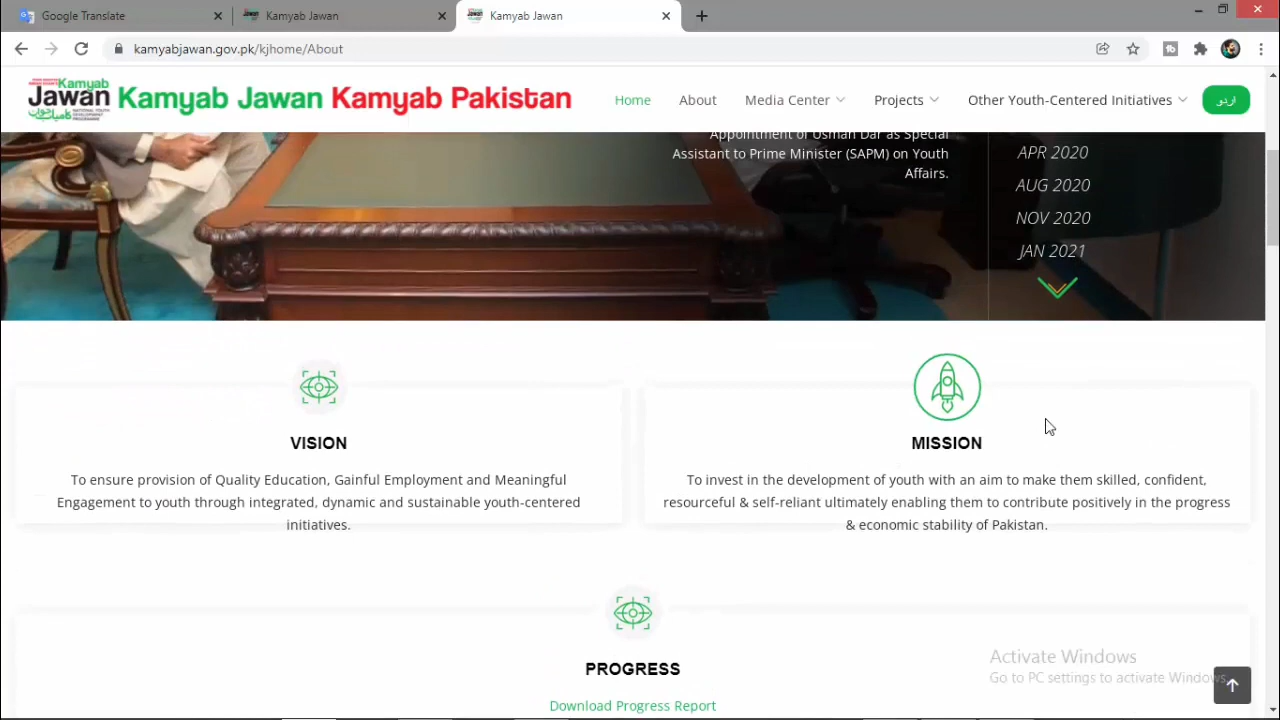 Google Translate
Kamyab Jawan
Kamyab Jawan
kamyabjawan.gov.pk/kjhome/About
Kamyab
Jawan
Kamyab Jawan Kamyab Pakistan
Home
About
Media Center
Projects
Other Youth-Centered Initiatives
اردو
Appointment of Usman Dar as Special
Assistant to Prime Minister (SAPM) on Youth
Affairs.
APR 2020
AUG 2020
NOV 2020
JAN 2021
VISION
To ensure provision of Quality Education, Gainful Employment and Meaningful
Engagement to youth through integrated, dynamic and sustainable youth-centered
initiatives.
MISSION
To invest in the development of youth with an aim to make them skilled, confident,
resourceful & self-reliant ultimately enabling them to contribute positively in the progress
& economic stability of Pakistan.
PROGRESS
Download Progress Report
Activate Windows
Go to PC settings to activate Windows.